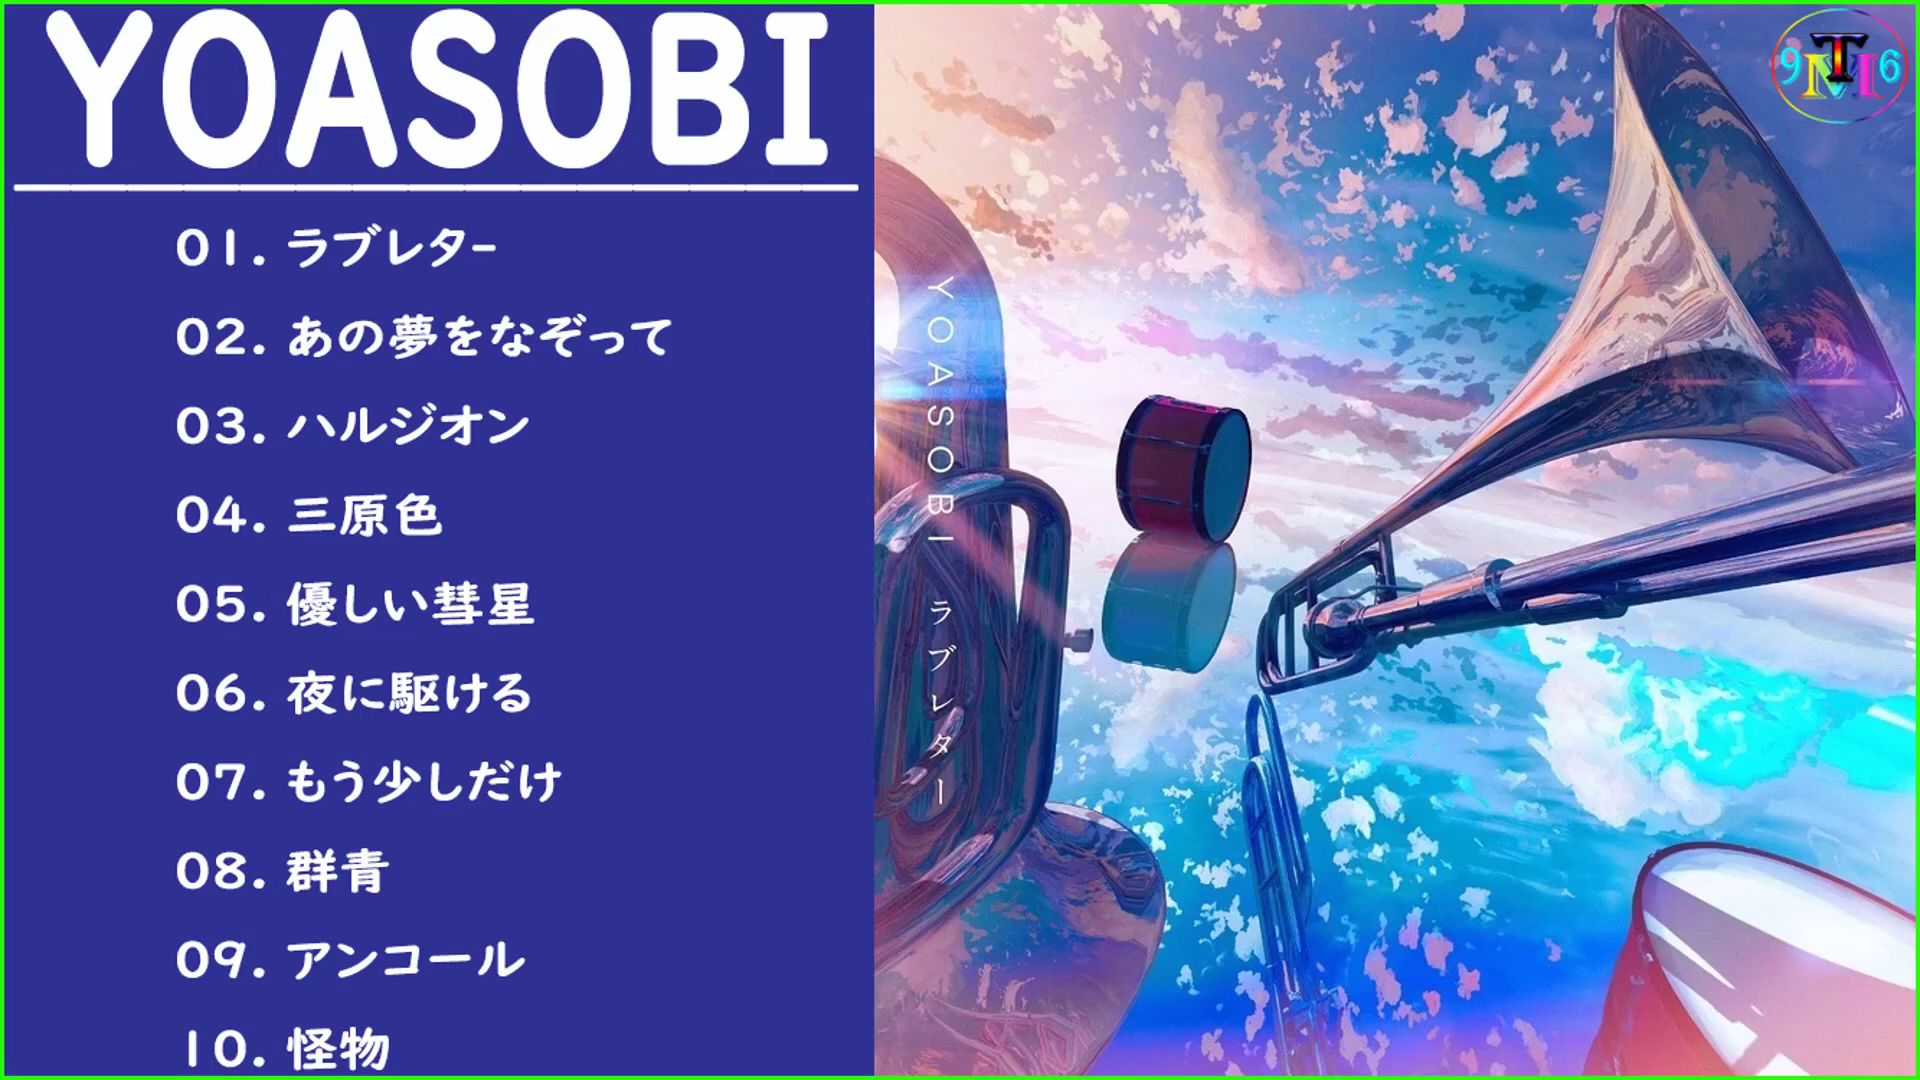 YOASOBI
01. ラブレター
02. あの夢をなぞって
03. ハルジオン
04. 三原色
05. 優しい彗星
06. 夜に駆ける
07. もう少しだけ
08. 群青
09. アンコール
10. 怪物
YOASOBI ラブレター
9TM16